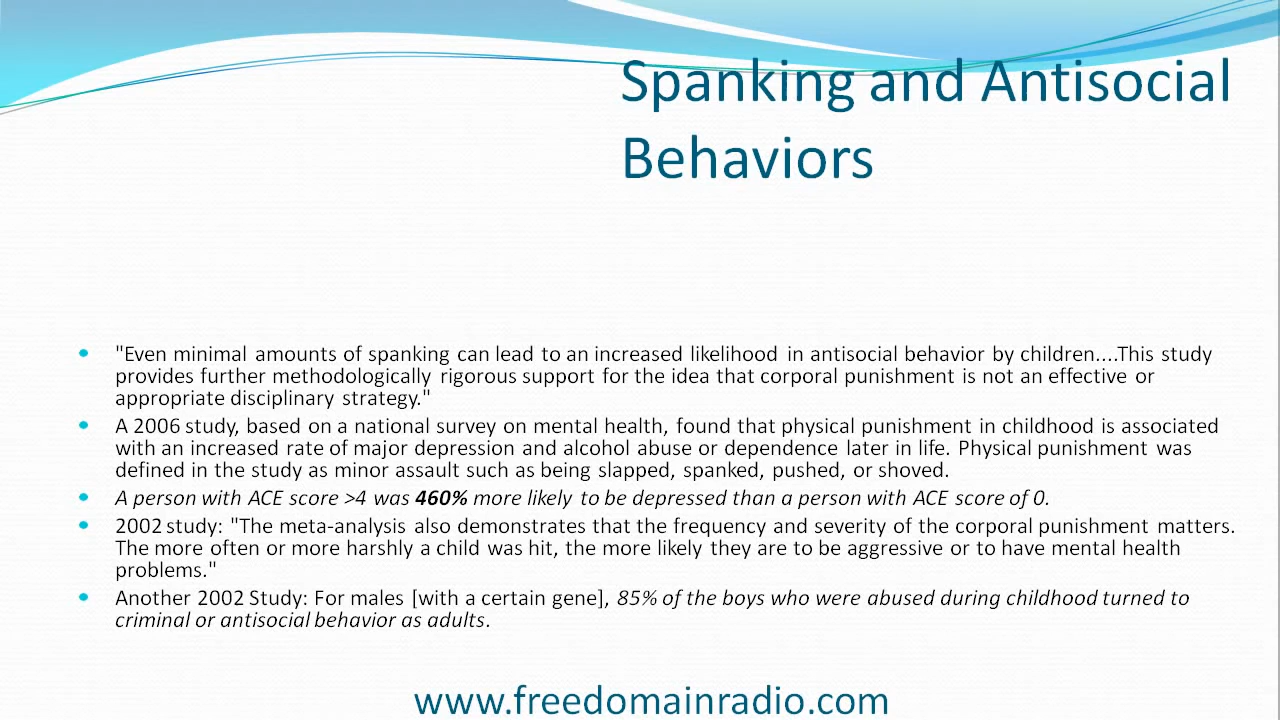 Spanking and Antisocial
Behaviors
"Even minimal amounts of spanking can lead to an increased likelihood in antisocial behavior by children....This study
provides further methodologically rigorous support for the idea that corporal punishment is not an effective or
appropriate disciplinary strategy."
A 2006 study, based on a national survey on mental health, found that physical punishment in childhood is associated
with an increased rate of major depression and alcohol abuse or dependence later in life. Physical punishment was
defined in the study as minor assault such as being slapped, spanked, pushed, or shoved.
A person with ACE score >4 was 460% more likely to be depressed than a person with ACE score of 0.
2002 study: "The meta-analysis also demonstrates that the frequency and severity of the corporal punishment matters.
The more often or more harshly a child was hit, the more likely they are to be aggressive or to have mental health
problems."
Another 2002 Study: For males [with a certain gene], 85% of the boys who were abused during childhood turned to
criminal or antisocial behavior as adults.
www.freedomainradio.com